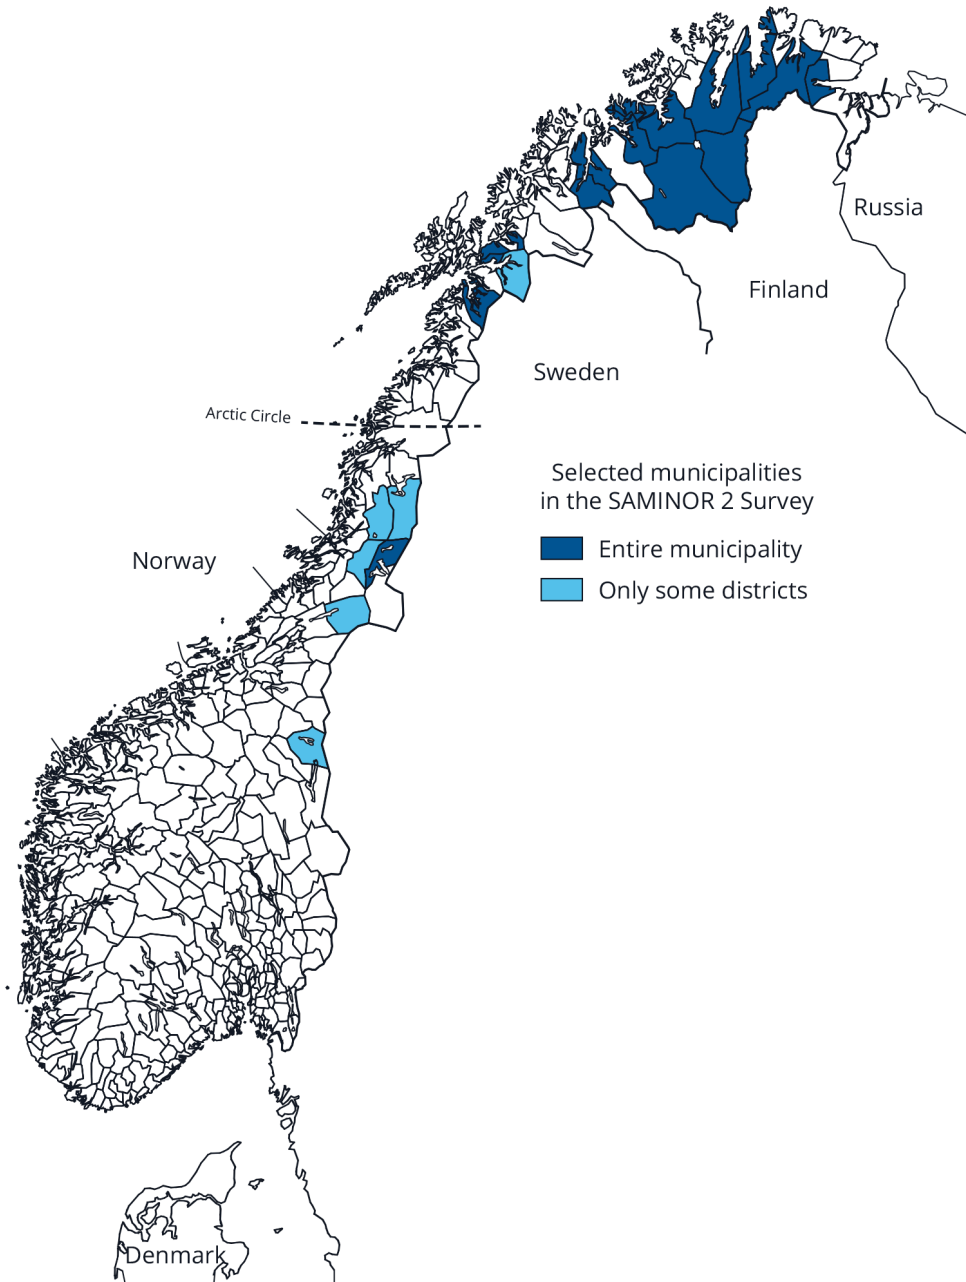 Russia
Finland
Sweden
Arctic Circle
Selected municipalities
in the SAMINOR 2 Survey
Norway
Entire municipality
Only some districts
Denmark